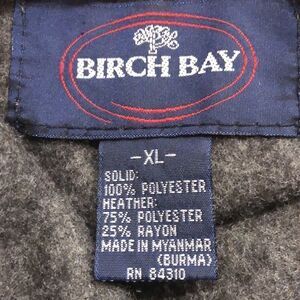 BIRCH BAY
-XL-
SOLID:
100% POLYESTER
HEATHER:
75% POLYESTER
25% RAYON
MADE IN MYANMAR
(BURMA)
RN 84310